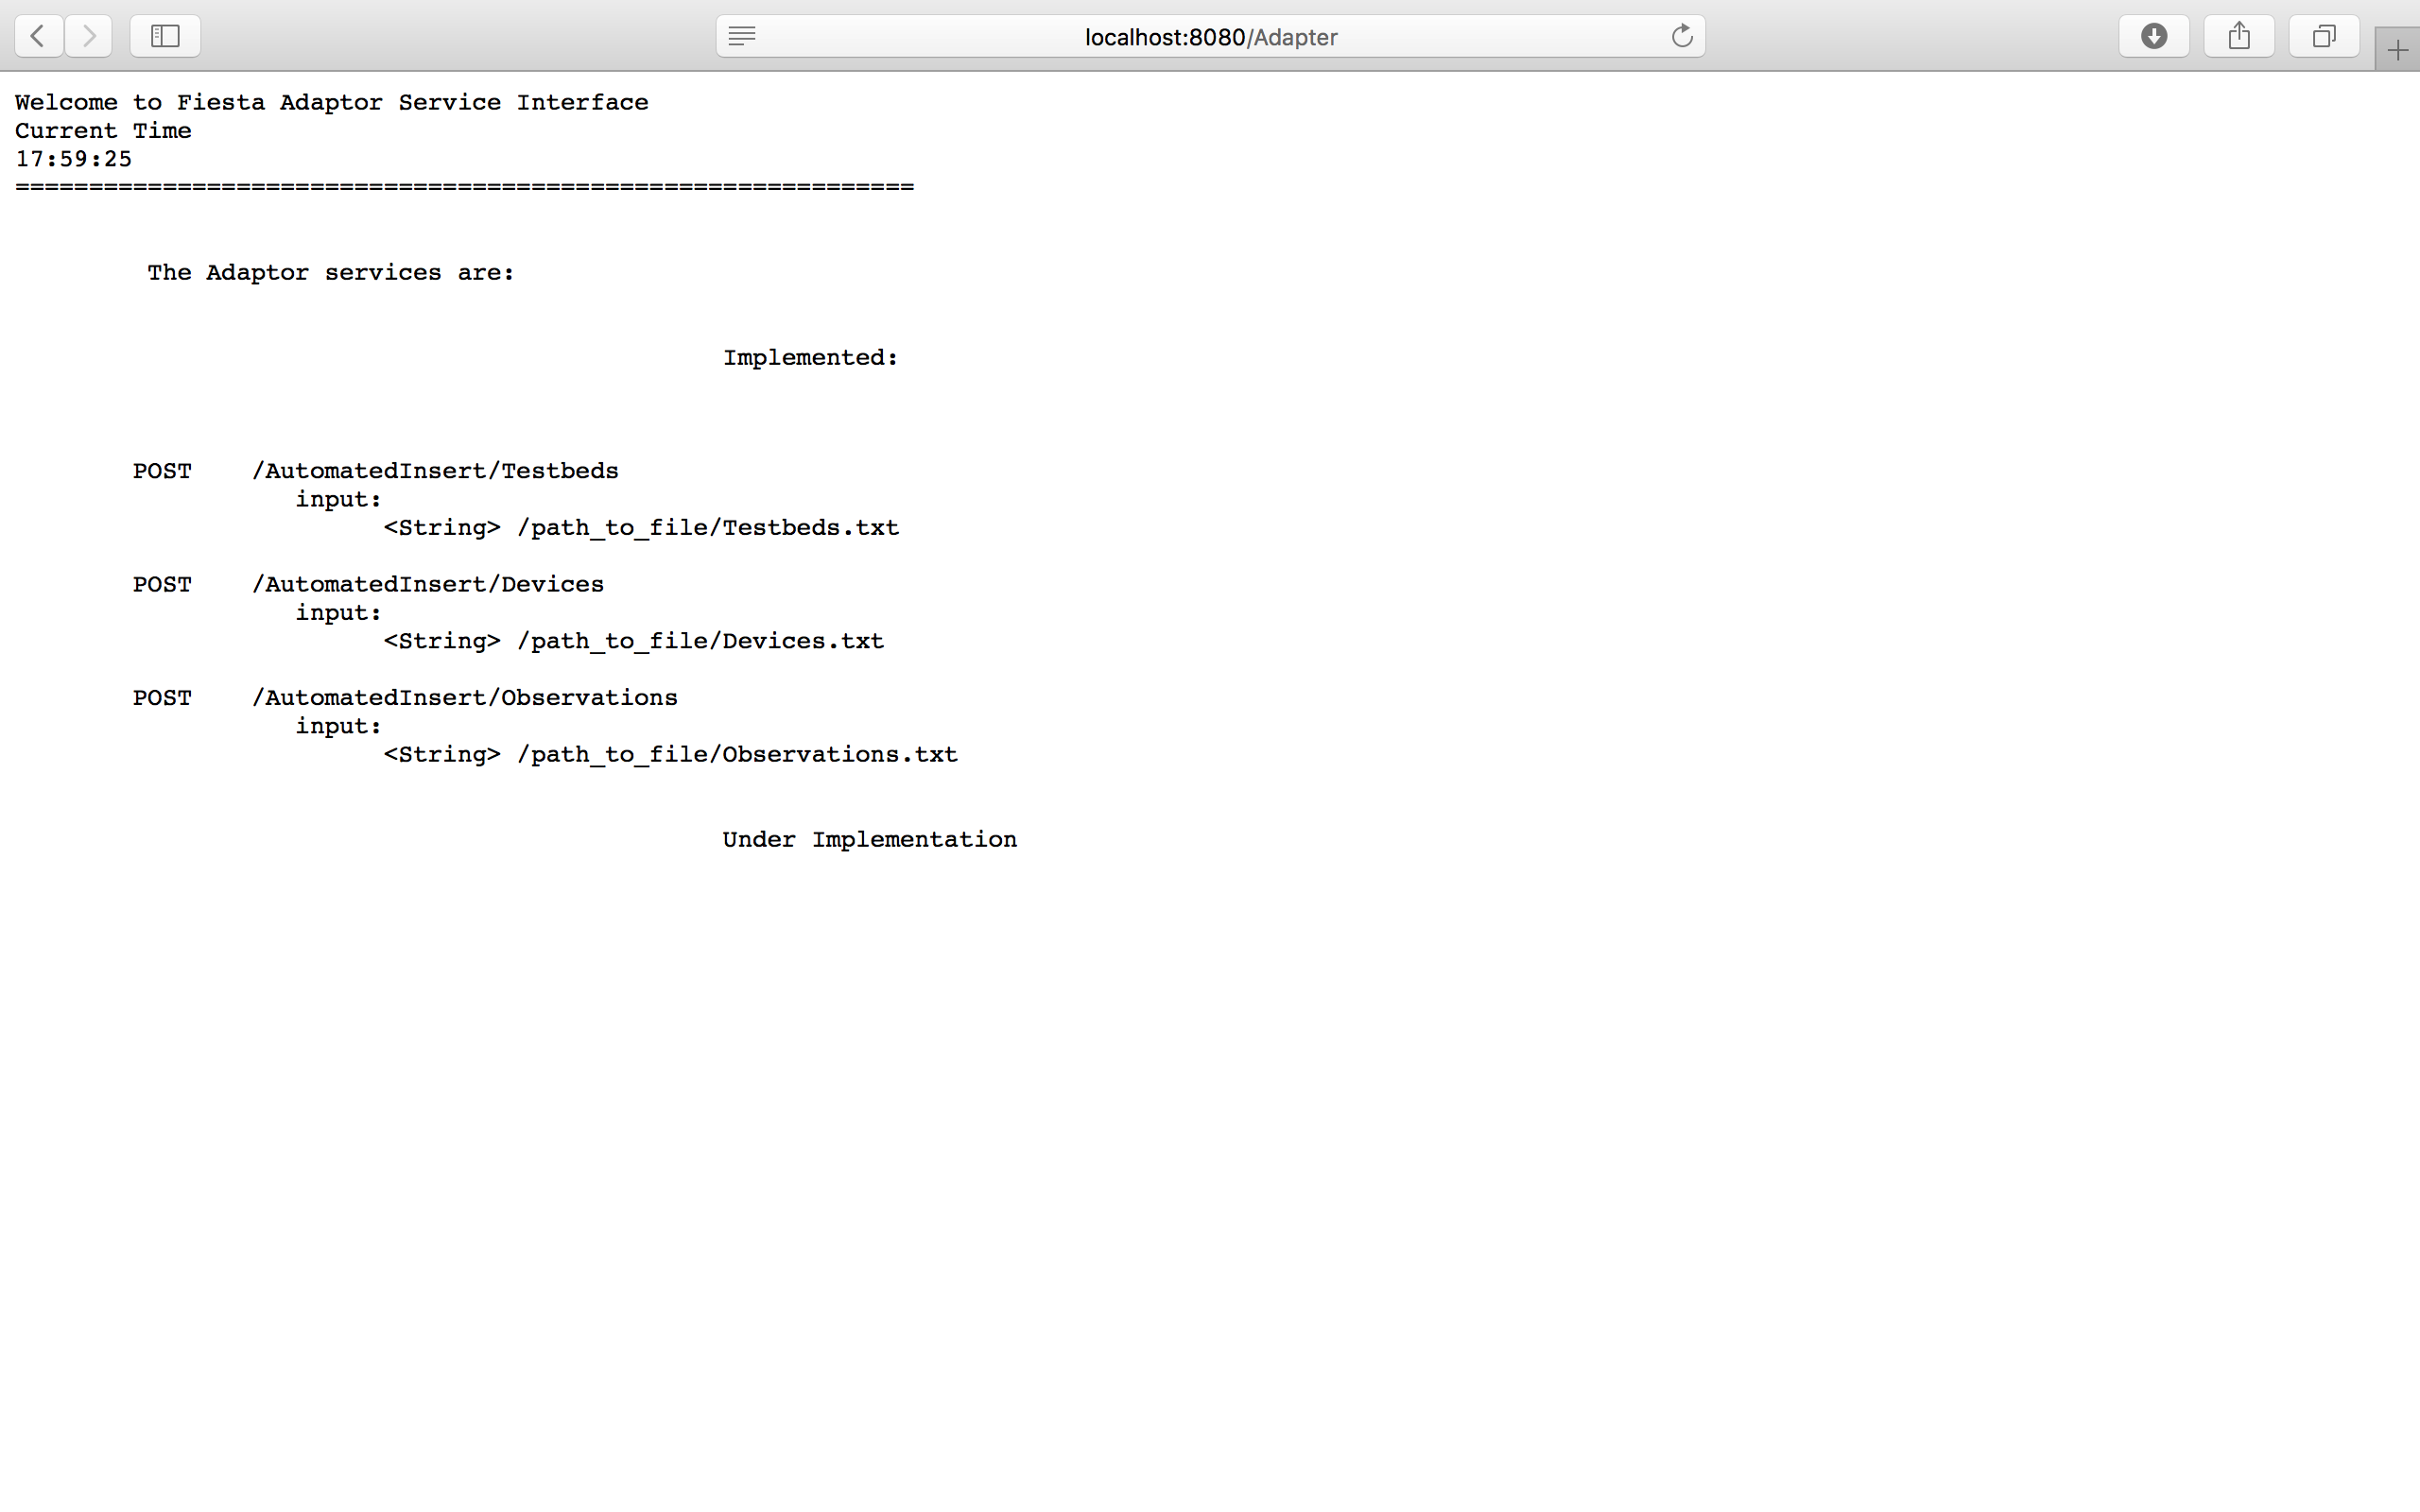 localhost:8080/Adapter
Welcome to Fiesta Adaptor Service Interface
Current Time
17:59:25
=============================================================
The Adaptor services are:
Implemented:
POST    /AutomatedInsert/Testbeds
input:
<String> /path_to_file/Testbeds.txt
POST    /AutomatedInsert/Devices
input:
<String> /path_to_file/Devices.txt
POST    /AutomatedInsert/Observations
input:
<String> /path_to_file/Observations.txt
Under Implementation